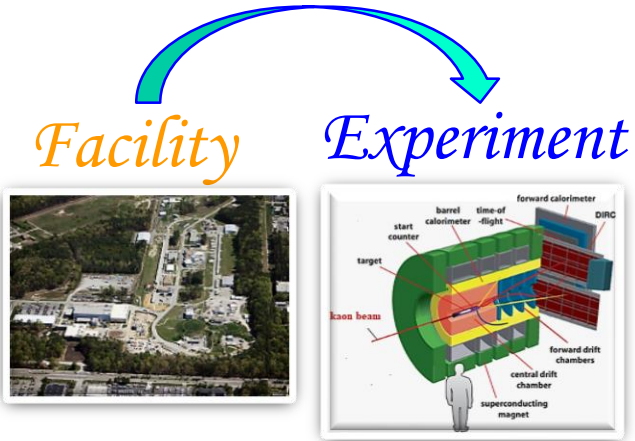 Facility
Experiment
forward calorimeter
barrel
calorimeter
time-of
-flight
DIRC
start
counter
target
kaon beam
forward drift
chambers
central drift
chamber
superconducting
magnet